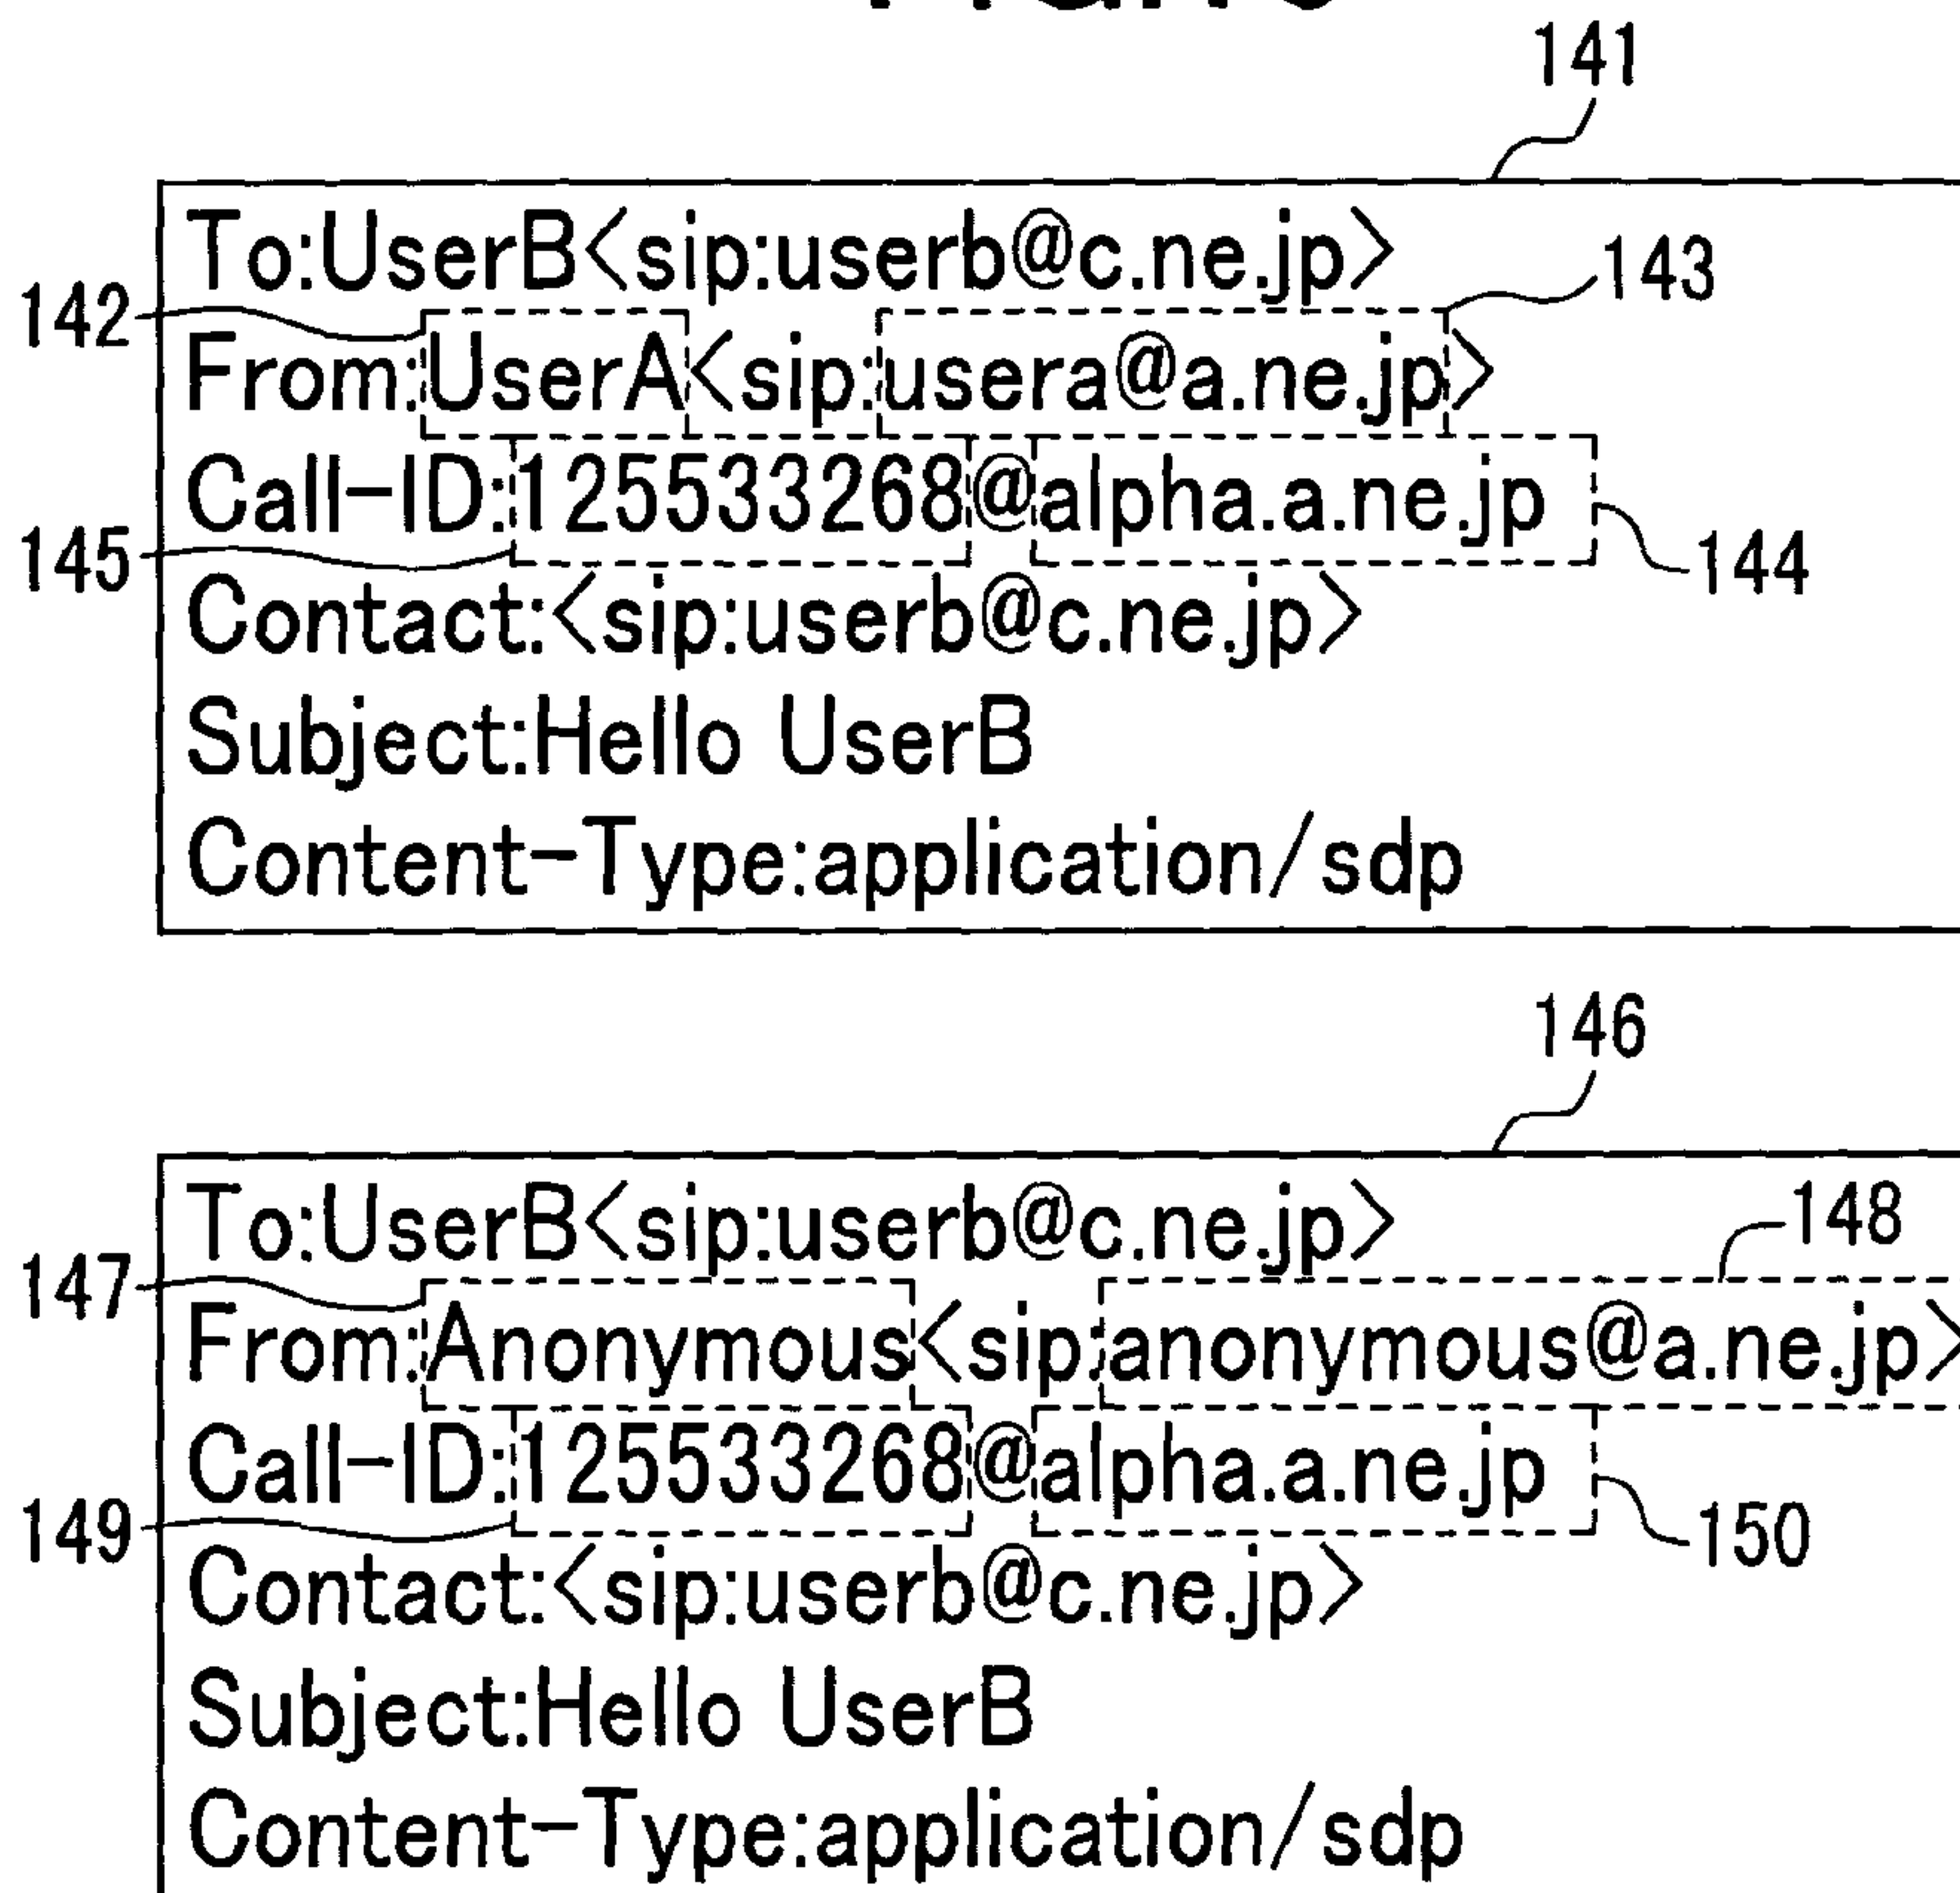 141
To:UserB<sip:userb@c.ne.jp>
143
142
From:UserA<sip:usera@a.ne.jp>
Call-ID:125533268@alpha.a.ne.jp
145
144
Contact:<sip:userb@c.ne.jp>
Subject:Hello UserB
Content-Type:application/sdp
146
To:UserB<sip:userb@c.ne.jp>
148
147
From:Anonymous<sip:anonymous@a.ne.jp>
Call-ID:125533268@alpha.a.ne.jp
149
150
Contact:<sip:userb@c.ne.jp>
Subject:Hello UserB
Content-Type:application/sdp